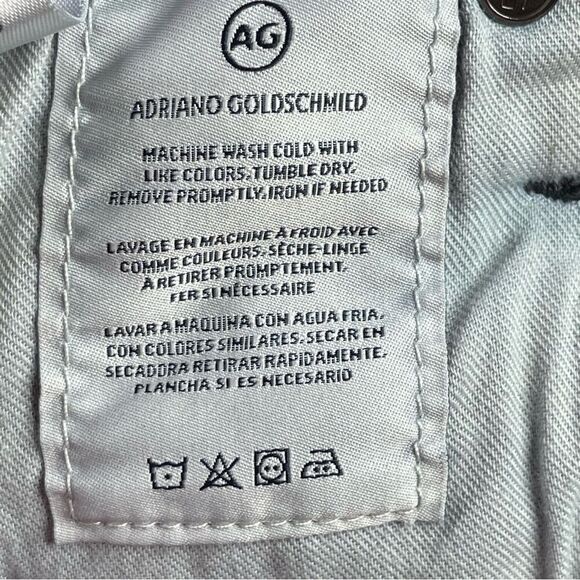 AG
ADRIANO GOLDSCHMIED
MACHINE WASH COLD WITH
LIKE COLORS, TUMBLE DRY,
REMOVE PROMPTLY, IRON IF NEEDED
LAVAGE EN MACHINE À FROID AVEC
COMME COULEURS, SÈCHE-LINGE
À RETIRER PROMPTEMENT,
FER SI NÉCESSAIRE
LAVAR A MAQUINA CON AGUA FRIA,
CON COLORES SIMILARES, SECAR EN
SECADORA RETIRAR RAPIDAMENTE,
PLANCHA SI ES NECESARIO